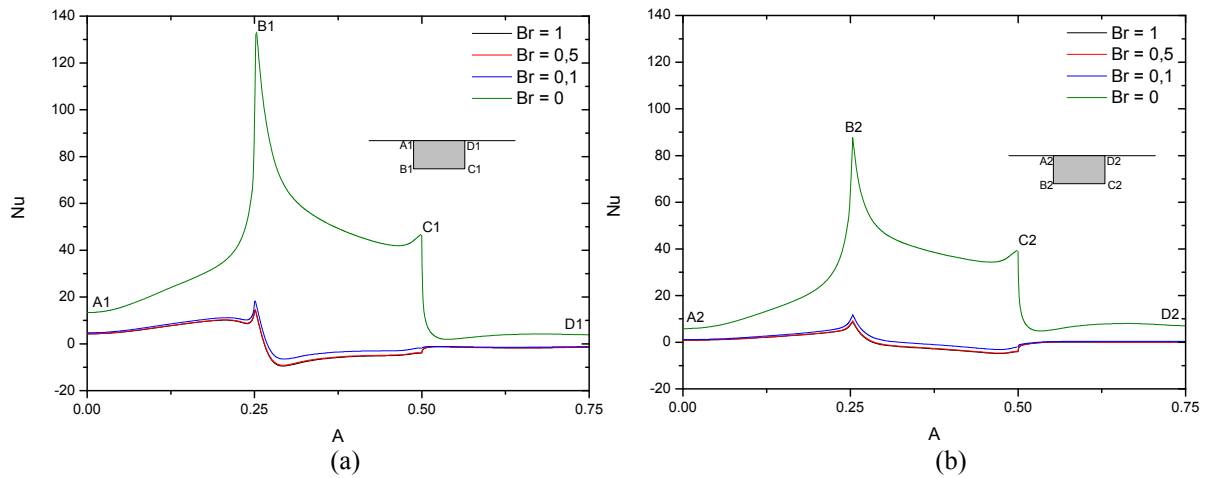 140
120
100
80
60
40
20
0
-20
Nu
0.00
0.25
0.50
0.75
A
Br = 1
Br = 0,5
Br = 0,1
Br = 0
A1
B1
C1
D1
A1
D1
B1
C1
(a)
140
120
100
80
60
40
20
0
-20
Nu
0.00
0.25
0.50
0.75
A
Br = 1
Br = 0,5
Br = 0,1
Br = 0
A2
B2
C2
D2
A2
D2
B2
C2
(b)